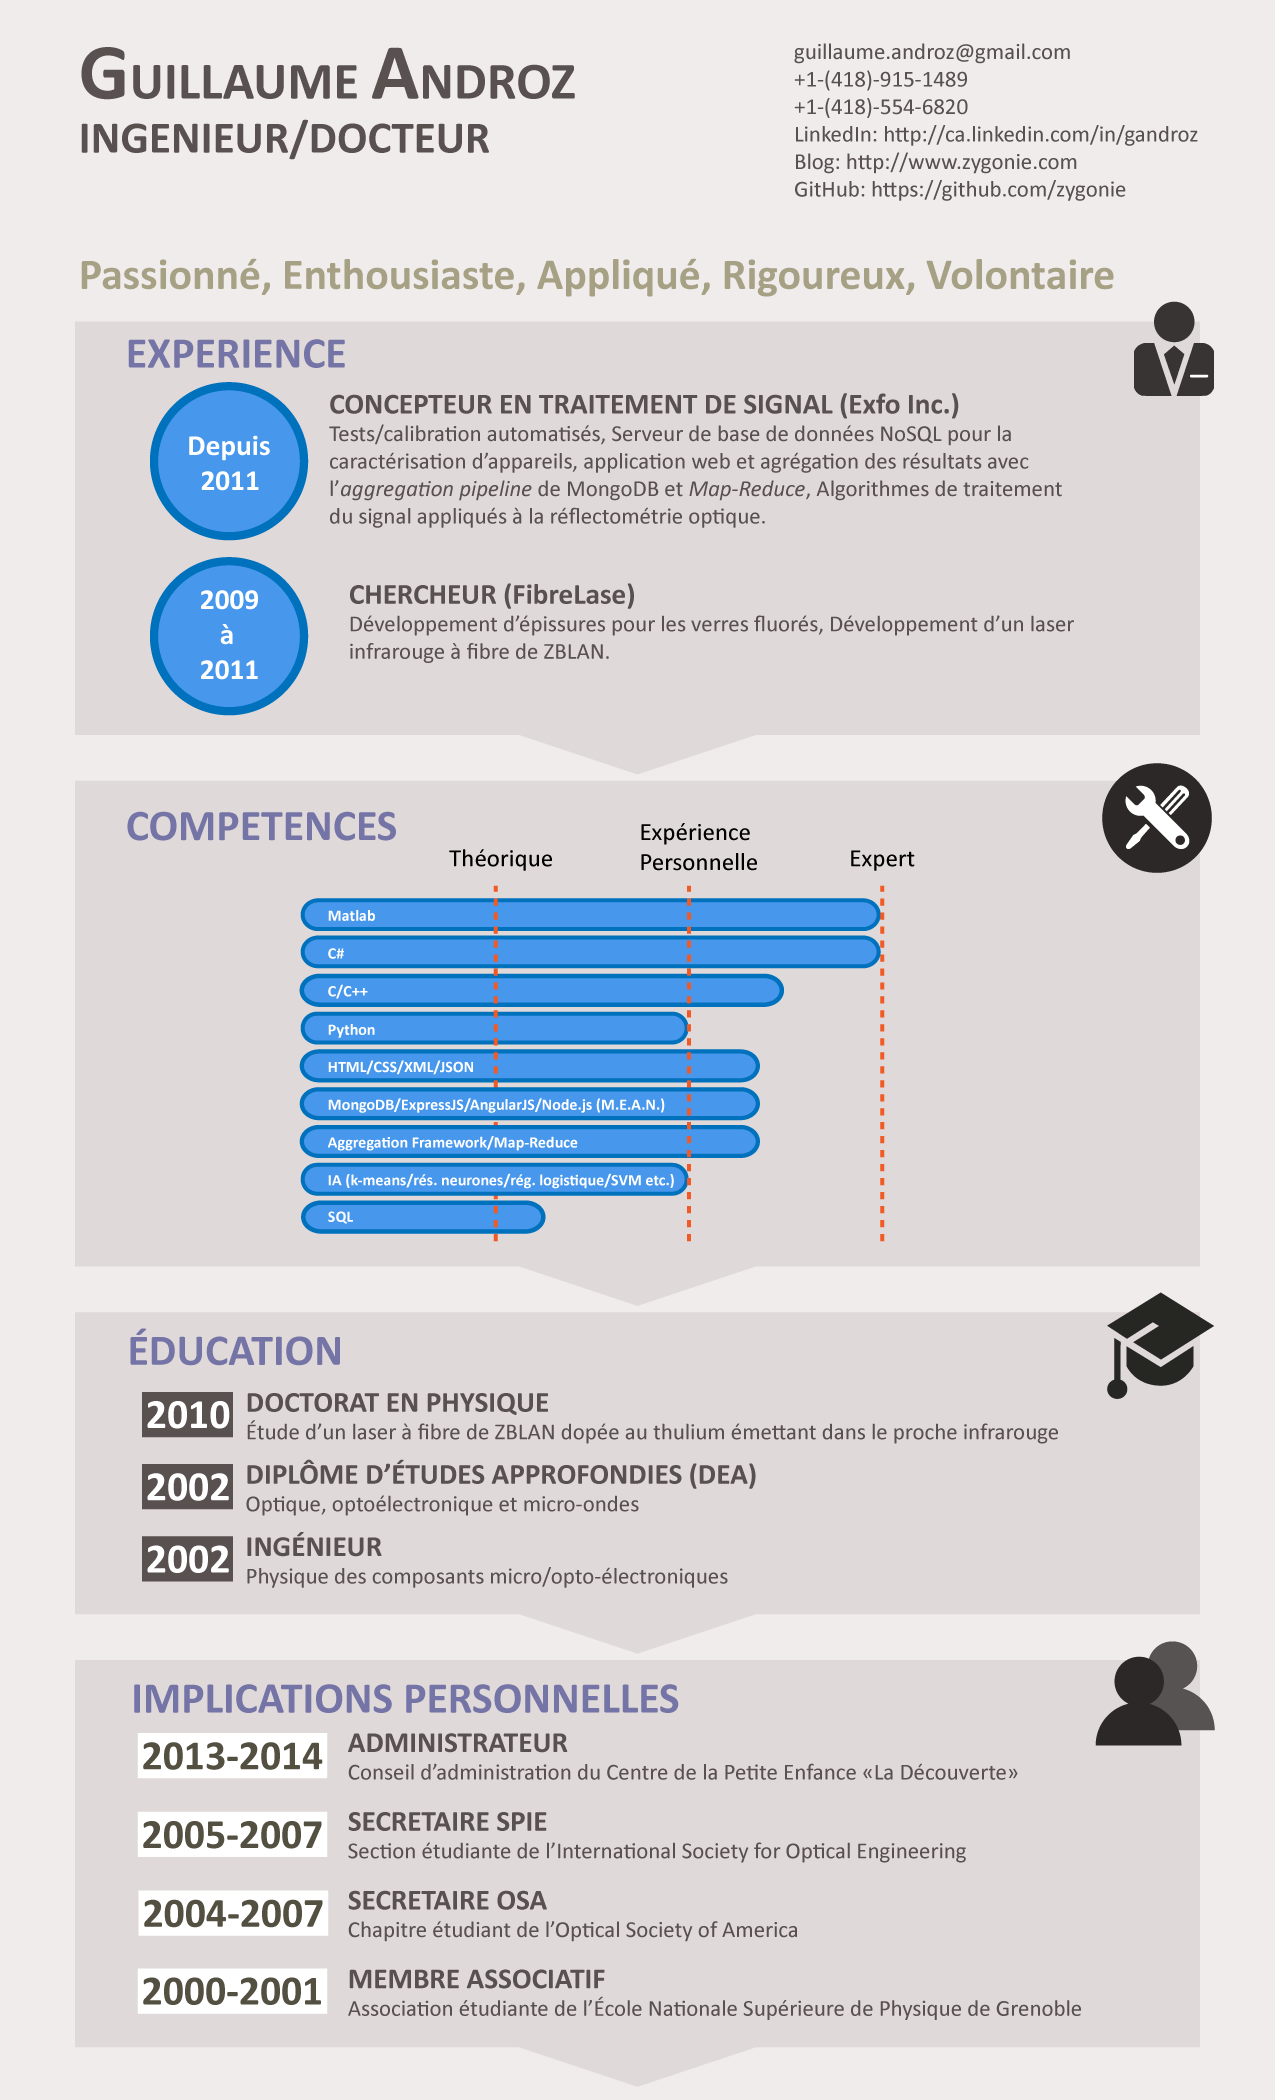 GUILLAUME ANDROZ
INGENIEUR/DOCTEUR
guillaume.androz@gmail.com
+1-(418)-915-1489
+1-(418)-554-6820
LinkedIn: http://ca.linkedin.com/in/gandroz
Blog: http://www.zygonie.com
GitHub: https://github.com/zygonie
Passionné, Enthousiaste, Appliqué, Rigoureux, Volontaire
EXPERIENCE
Depuis
2011
CONCEPTEUR EN TRAITEMENT DE SIGNAL (Exfo Inc.)
Tests/calibration automatisés, Serveur de base de données NoSQL pour la
caractérisation d’appareils, application web et agrégation des résultats avec
l’aggregation pipeline de MongoDB et Map-Reduce, Algorithmes de traitement
du signal appliqués à la réflectométrie optique.
2009
à
2011
CHERCHEUR (FibreLase)
Développement d’épissures pour les verres fluorés, Développement d’un laser
infrarouge à fibre de ZBLAN.
COMPETENCES
Théorique
Expérience
Personnelle
Expert
Matlab
C#
C/C++
Python
HTML/CSS/XML/JSON
MongoDB/ExpressJS/AngularJS/Node.js (M.E.A.N.)
Aggregation Framework/Map-Reduce
IA (k-means/rés. neurones/rég. logistique/SVM etc.)
SQL
ÉDUCATION
2010
DOCTORAT EN PHYSIQUE
Étude d’un laser à fibre de ZBLAN dopée au thulium émettant dans le proche infrarouge
2002
DIPLÔME D’ÉTUDES APPROFONDIES (DEA)
Optique, optoélectronique et micro-ondes
2002
INGÉNIEUR
Physique des composants micro/opto-électroniques
IMPLICATIONS PERSONNELLES
2013-2014
ADMINISTRATEUR
Conseil d’administration du Centre de la Petite Enfance «La Découverte»
2005-2007
SECRETAIRE SPIE
Section étudiante de l’International Society for Optical Engineering
2004-2007
SECRETAIRE OSA
Chapitre étudiant de l’Optical Society of America
2000-2001
MEMBRE ASSOCIATIF
Association étudiante de l’École Nationale Supérieure de Physique de Grenoble